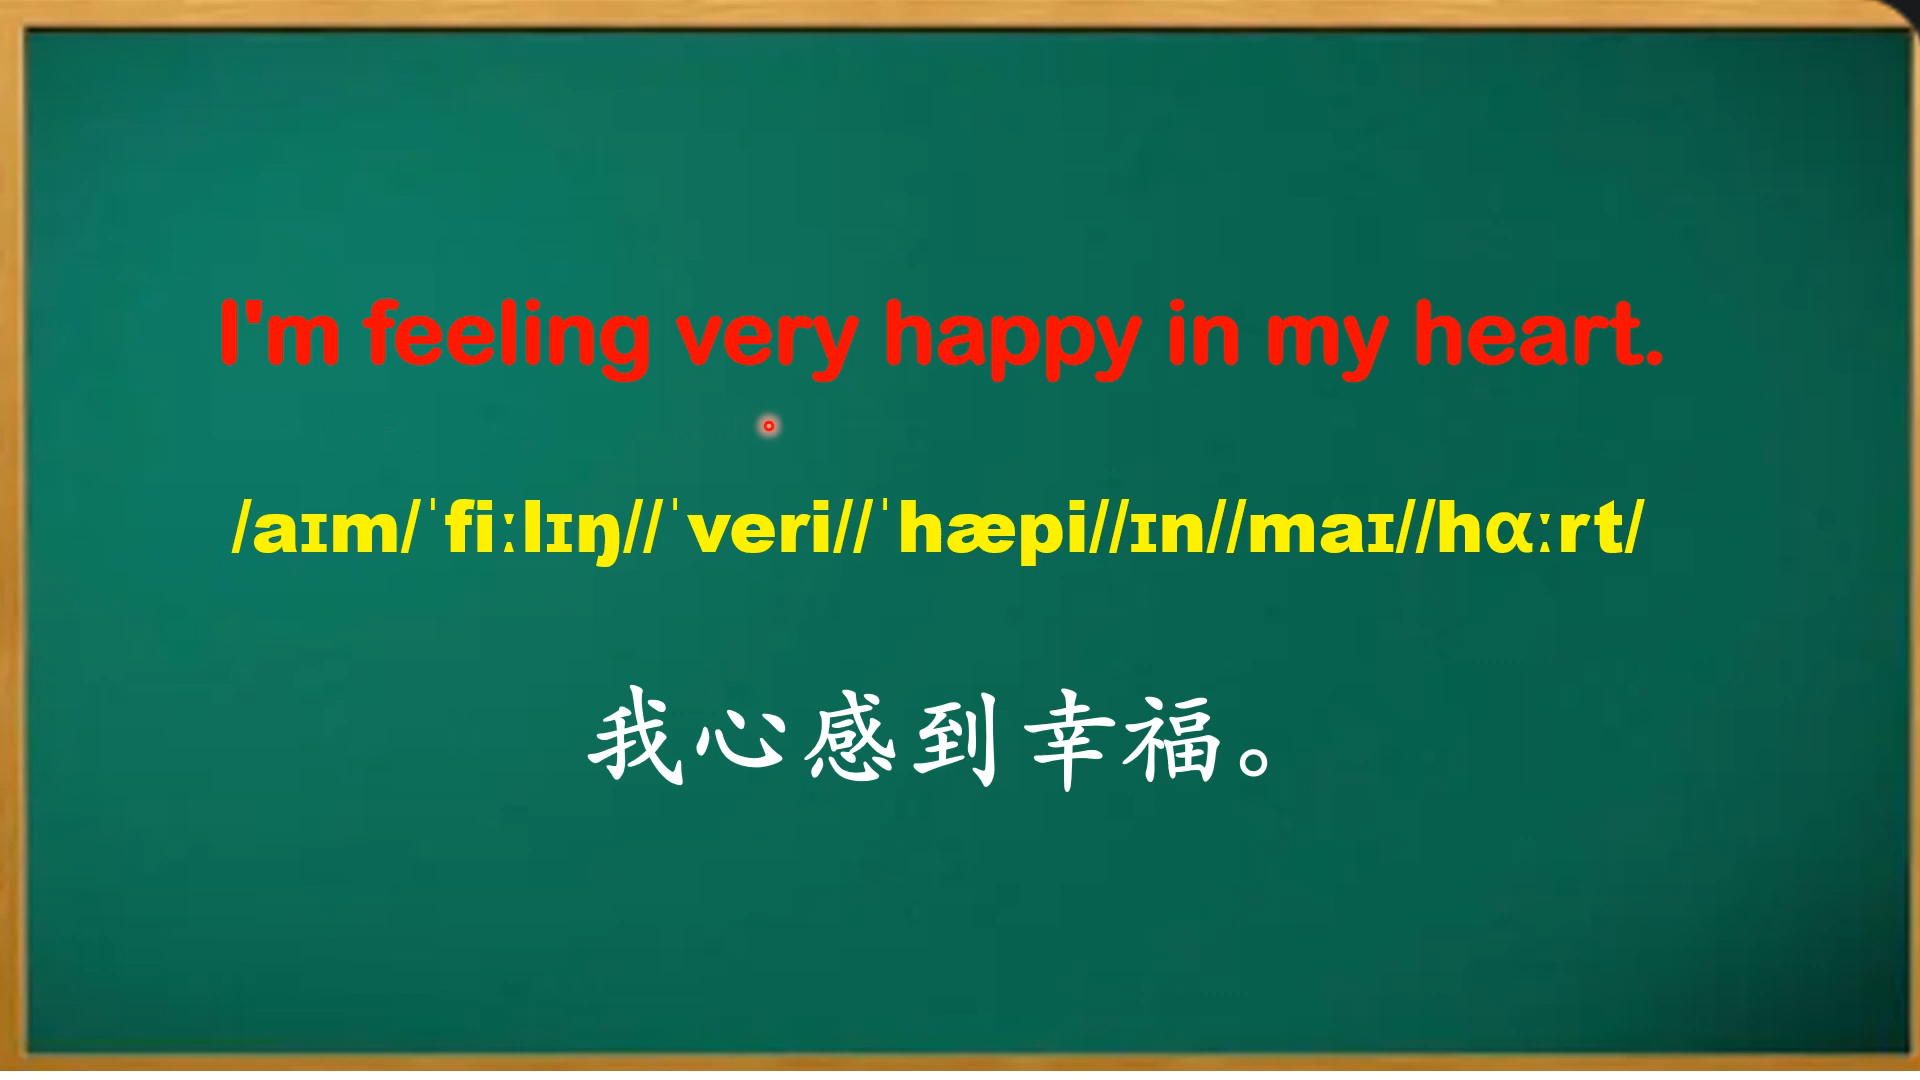 I'm feeling very happy in my heart.
/aɪm/ˈfiːlɪŋ//ˈveri//ˈhæpi//ɪn//maɪ//hɑːrt/
我心感到幸福。